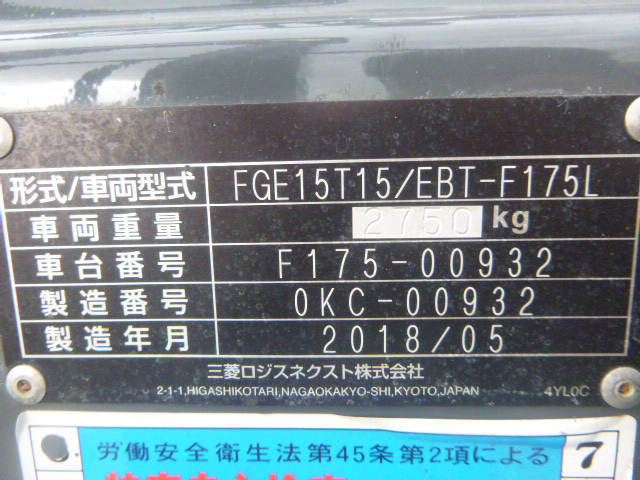 形式/車両型式 FGE15T15/EBT-F175L
車両重量 2750 kg
車台番号 F175-00932
製造番号 0KC-00932
製造年月 2018/05
三菱ロジスネクスト株式会社
2-1-1,HIGASHIKOTARI,NAGAOKAKYO-SHI,KYOTO,JAPAN 4YL0C
労働安全衛生法第45条第2項による 7